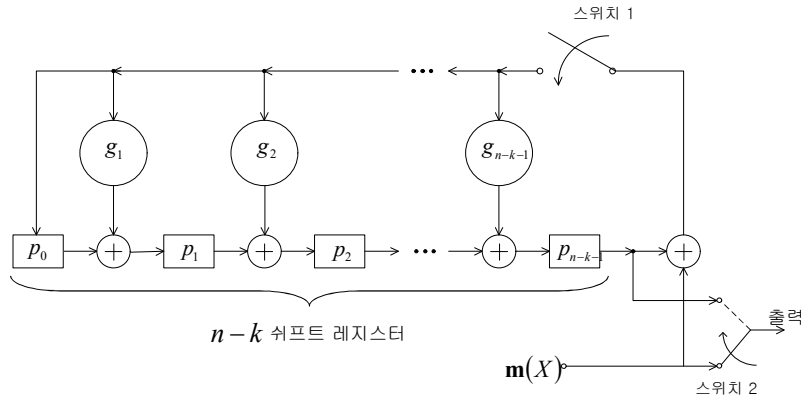 스위치 1
g₁ g₂ gₙ₋ₖ₋₁
p₀ p₁ p₂ pₙ₋ₖ₋₁
n − k 쉬프트 레지스터
출력
m(X)
스위치 2